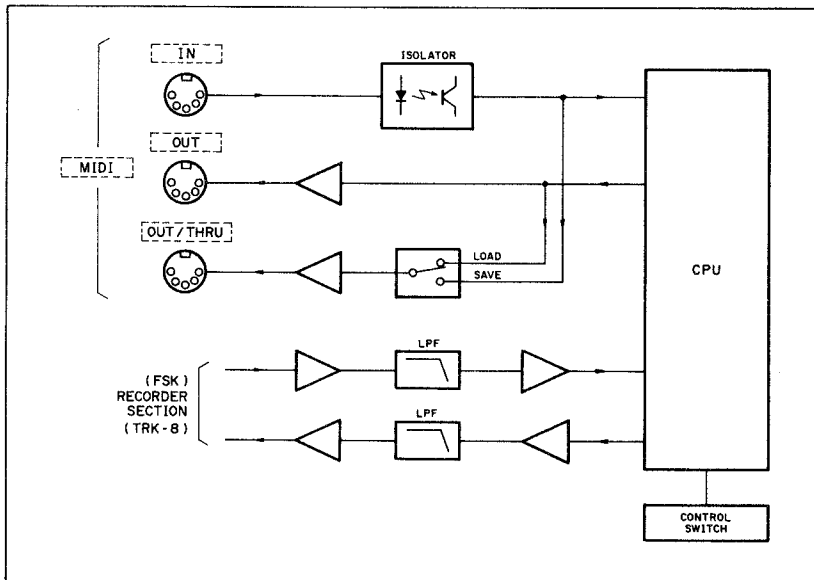 IN
ISOLATOR
OUT
MIDI
OUT/THRU
LOAD
SAVE
CPU
LPF
(FSK)
RECORDER
SECTION
(TRK-8)
LPF
CONTROL
SWITCH